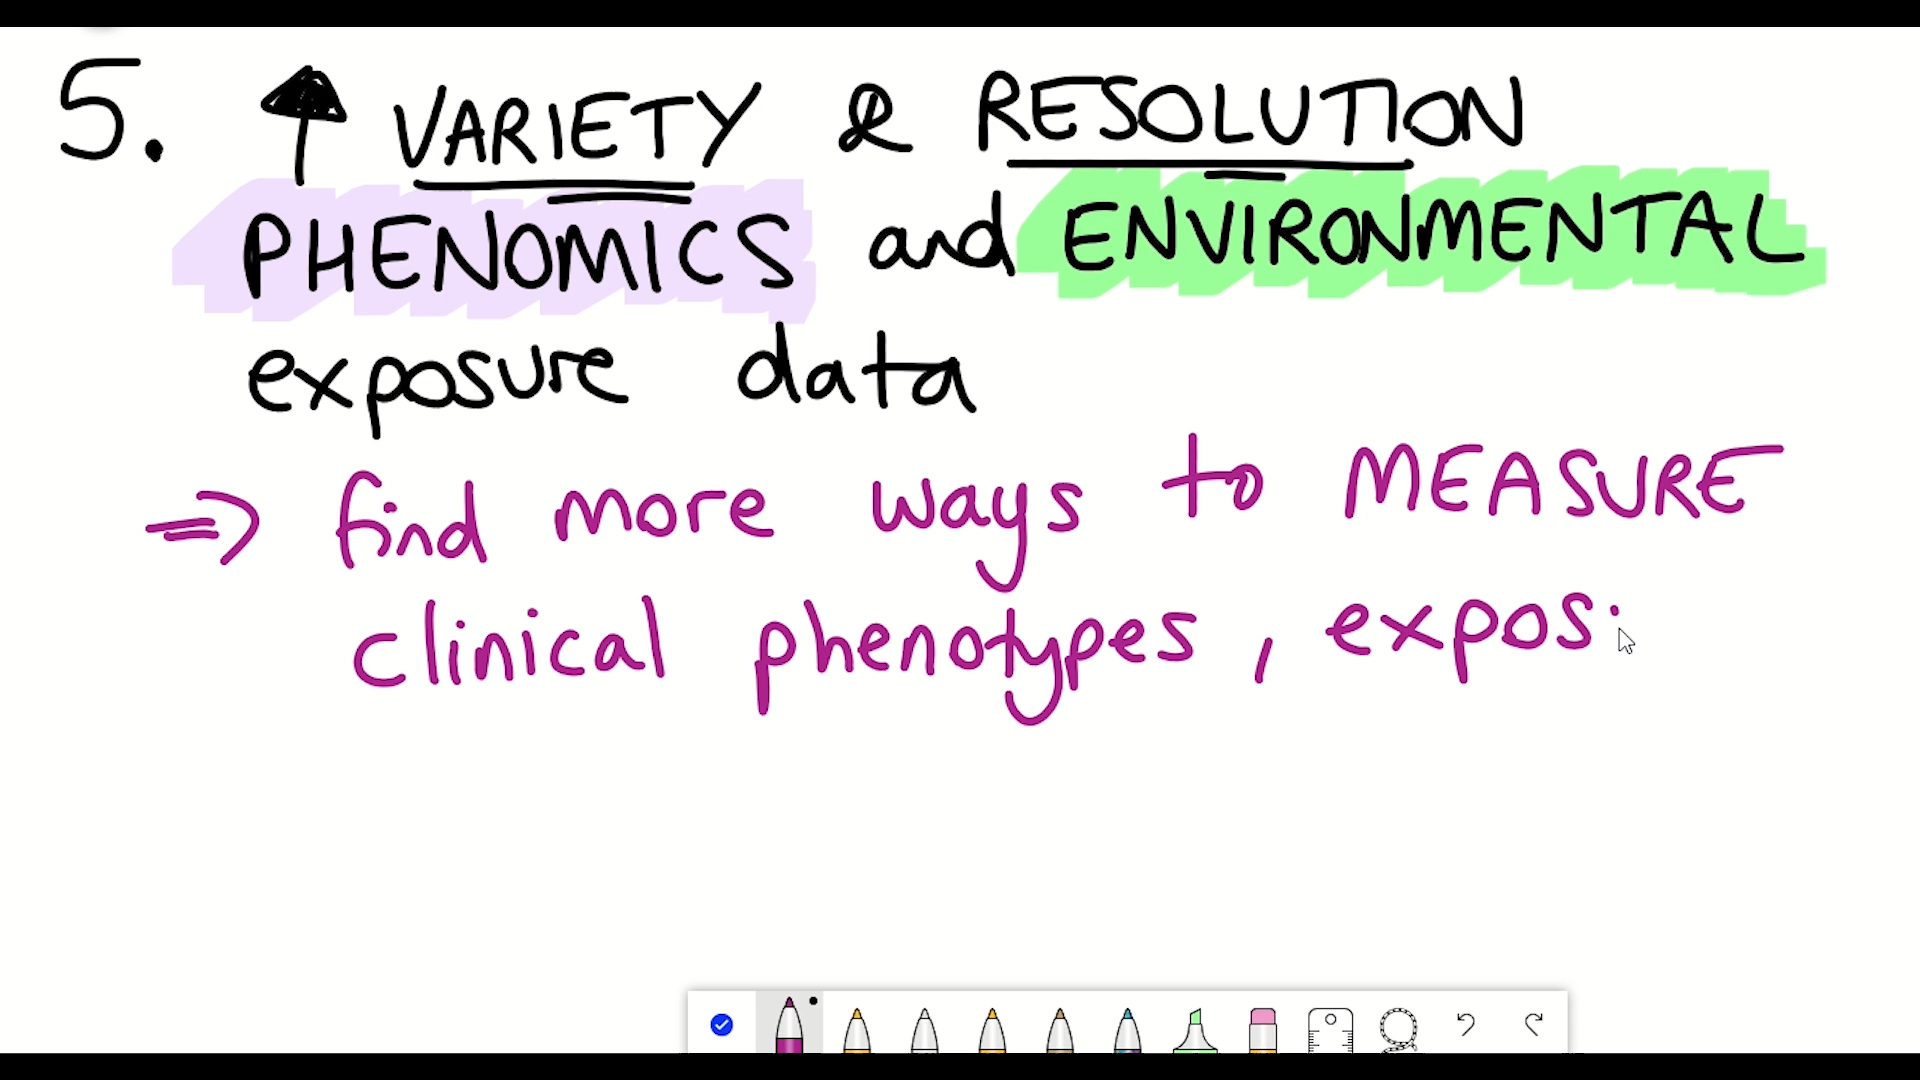 5. ↑ VARIETY & RESOLUTION
PHENOMICS and ENVIRONMENTAL
exposure data
⇒ find more ways to MEASURE
clinical phenotypes, expos